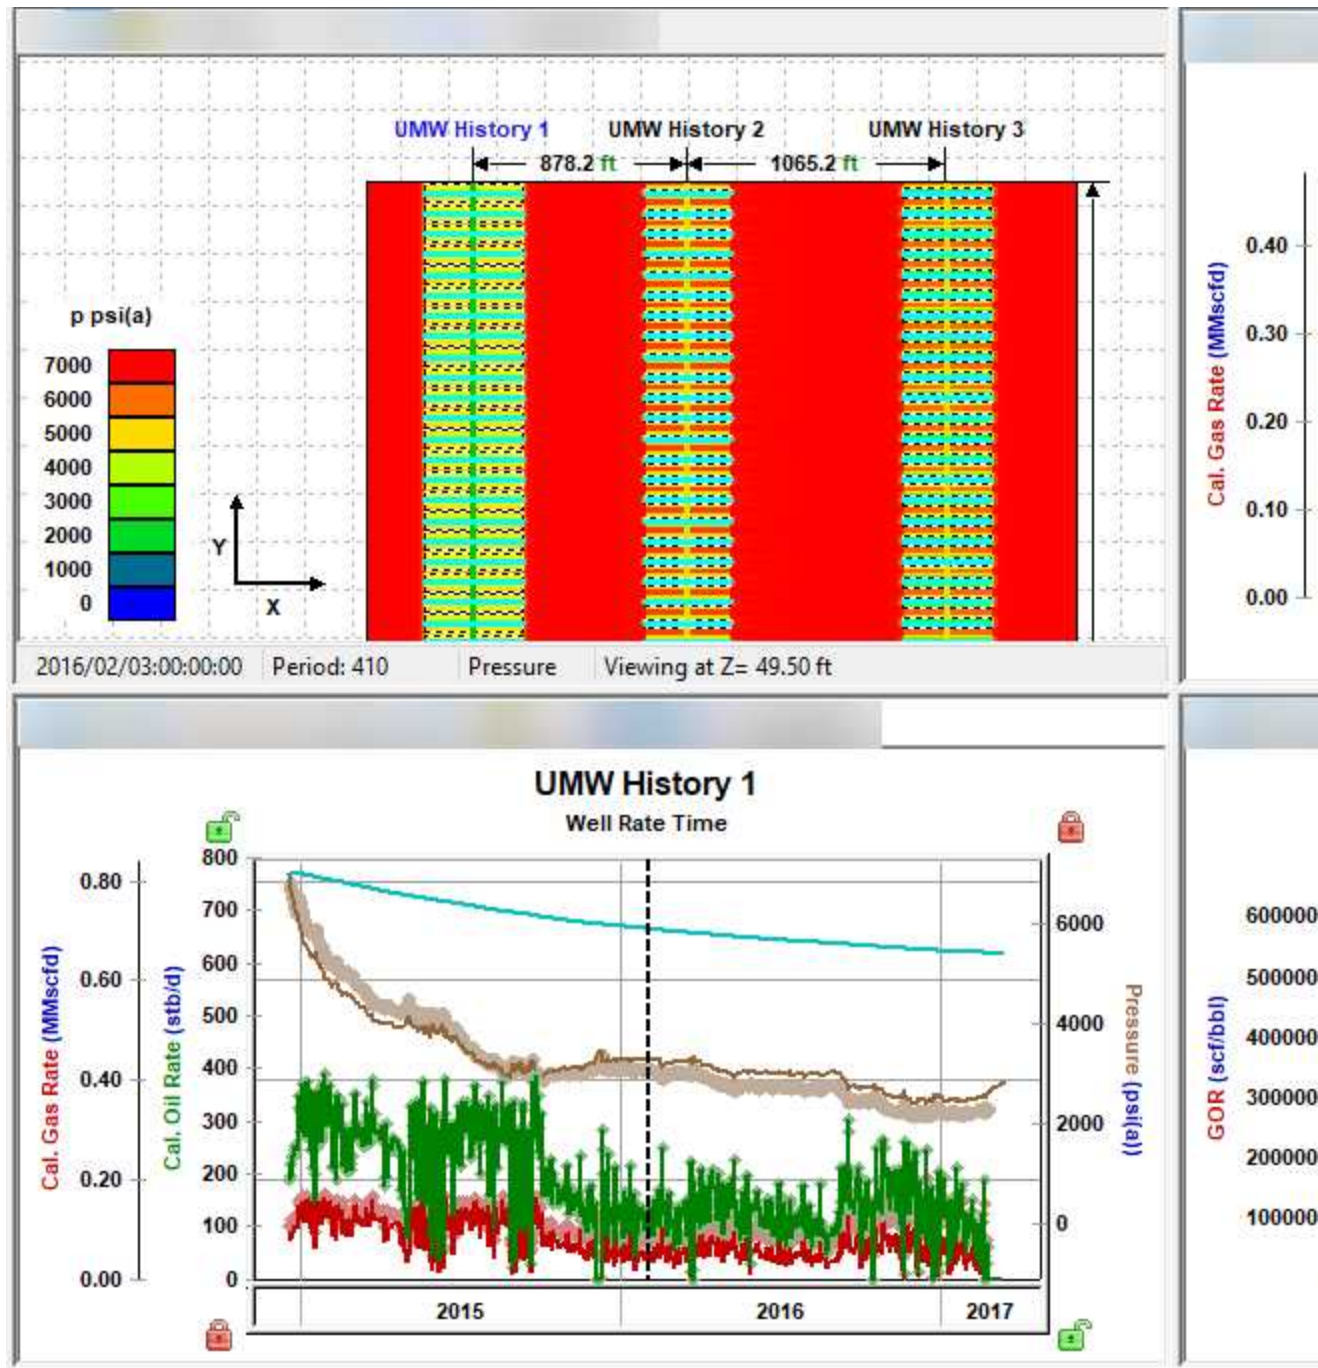 UMW History 1 UMW History 2 UMW History 3
878.2 ft 1065.2 ft
p psi(a)
7000
6000
5000
4000
3000
2000
1000
0
Y
X
2016/02/03:00:00:00 Period: 410 Pressure Viewing at Z= 49.50 ft
Cal. Gas Rate (MMscfd)
0.40
0.30
0.20
0.10
0.00
UMW History 1
Well Rate Time
Cal. Gas Rate (MMscfd)
0.80
0.60
0.40
0.20
0.00
Cal. Oil Rate (stb/d)
800
700
600
500
400
300
200
100
0
6000
4000
2000
0
Pressure (psi(a))
2015 2016 2017
GOR (scf/bbl)
600000
500000
400000
300000
200000
100000